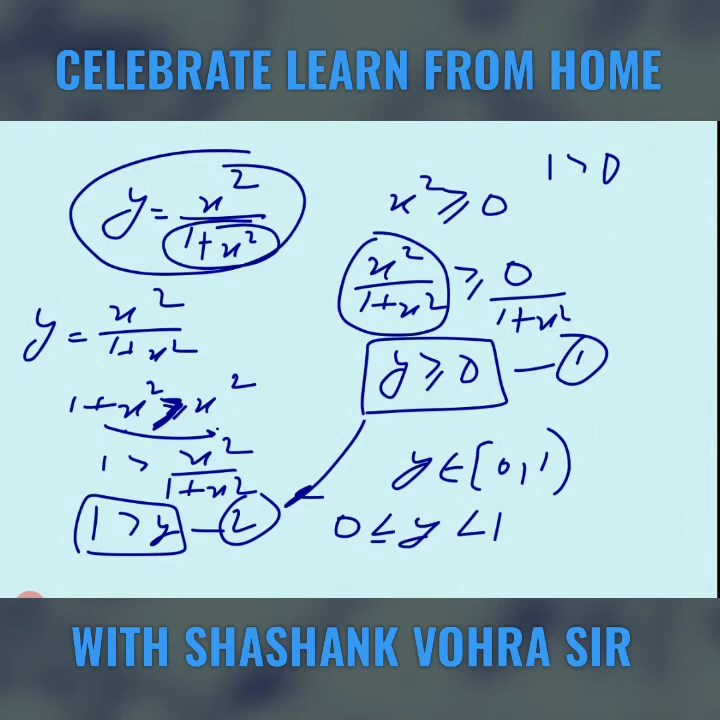 CELEBRATE LEARN FROM HOME
y = x²/(1+x²)
y = x²/(1+x²)
1+x² > x²
1 > x²/(1+x²)
1 > y — 2
1 > 0
x² ⩾ 0
x²/(1+x²) ⩾ 0/(1+x²)
y ⩾ 0 — 1
y ∈ [0,1)
0 ≤ y < 1
WITH SHASHANK VOHRA SIR